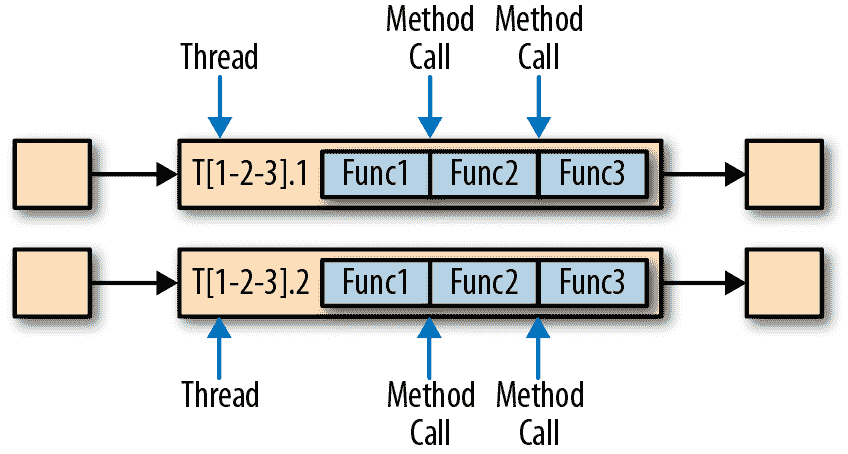 Method Method
Thread Call Call
T[1-2-3].1 Func1 Func2 Func3
T[1-2-3].2 Func1 Func2 Func3
Thread Method Method
Call Call